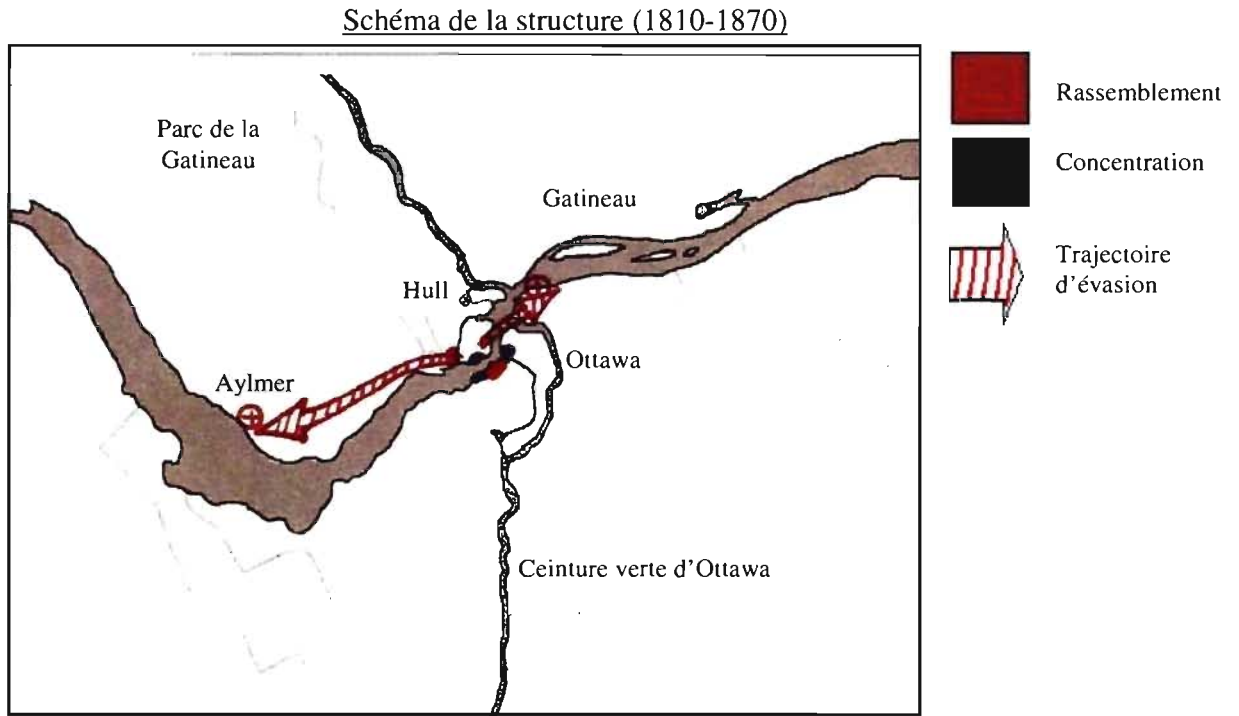 Schéma de la structure (1810-1870)
Rassemblement
Parc de la
Gatineau
Concentration
Gatineau
Trajectoire
d'évasion
Hull
Ottawa
Aylmer
Ceinture verte d'Ottawa